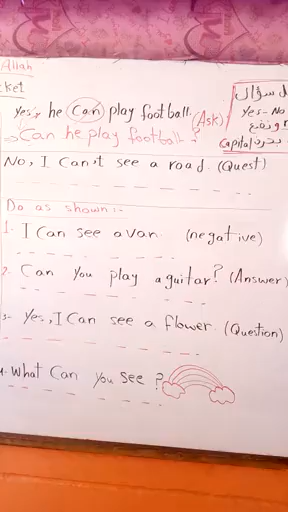 Allah
cket
Yes, he Can play football. (Ask)
Can he play football?
سؤال
Yes-No
Capital
No, I Can't see a road. (Quest)
Do as shown:-
1. I Can see a van. (negative)
2- Can you play a guitar? (Answer)
3- Yes, I Can see a flower. (Question)
4. What Can you see?